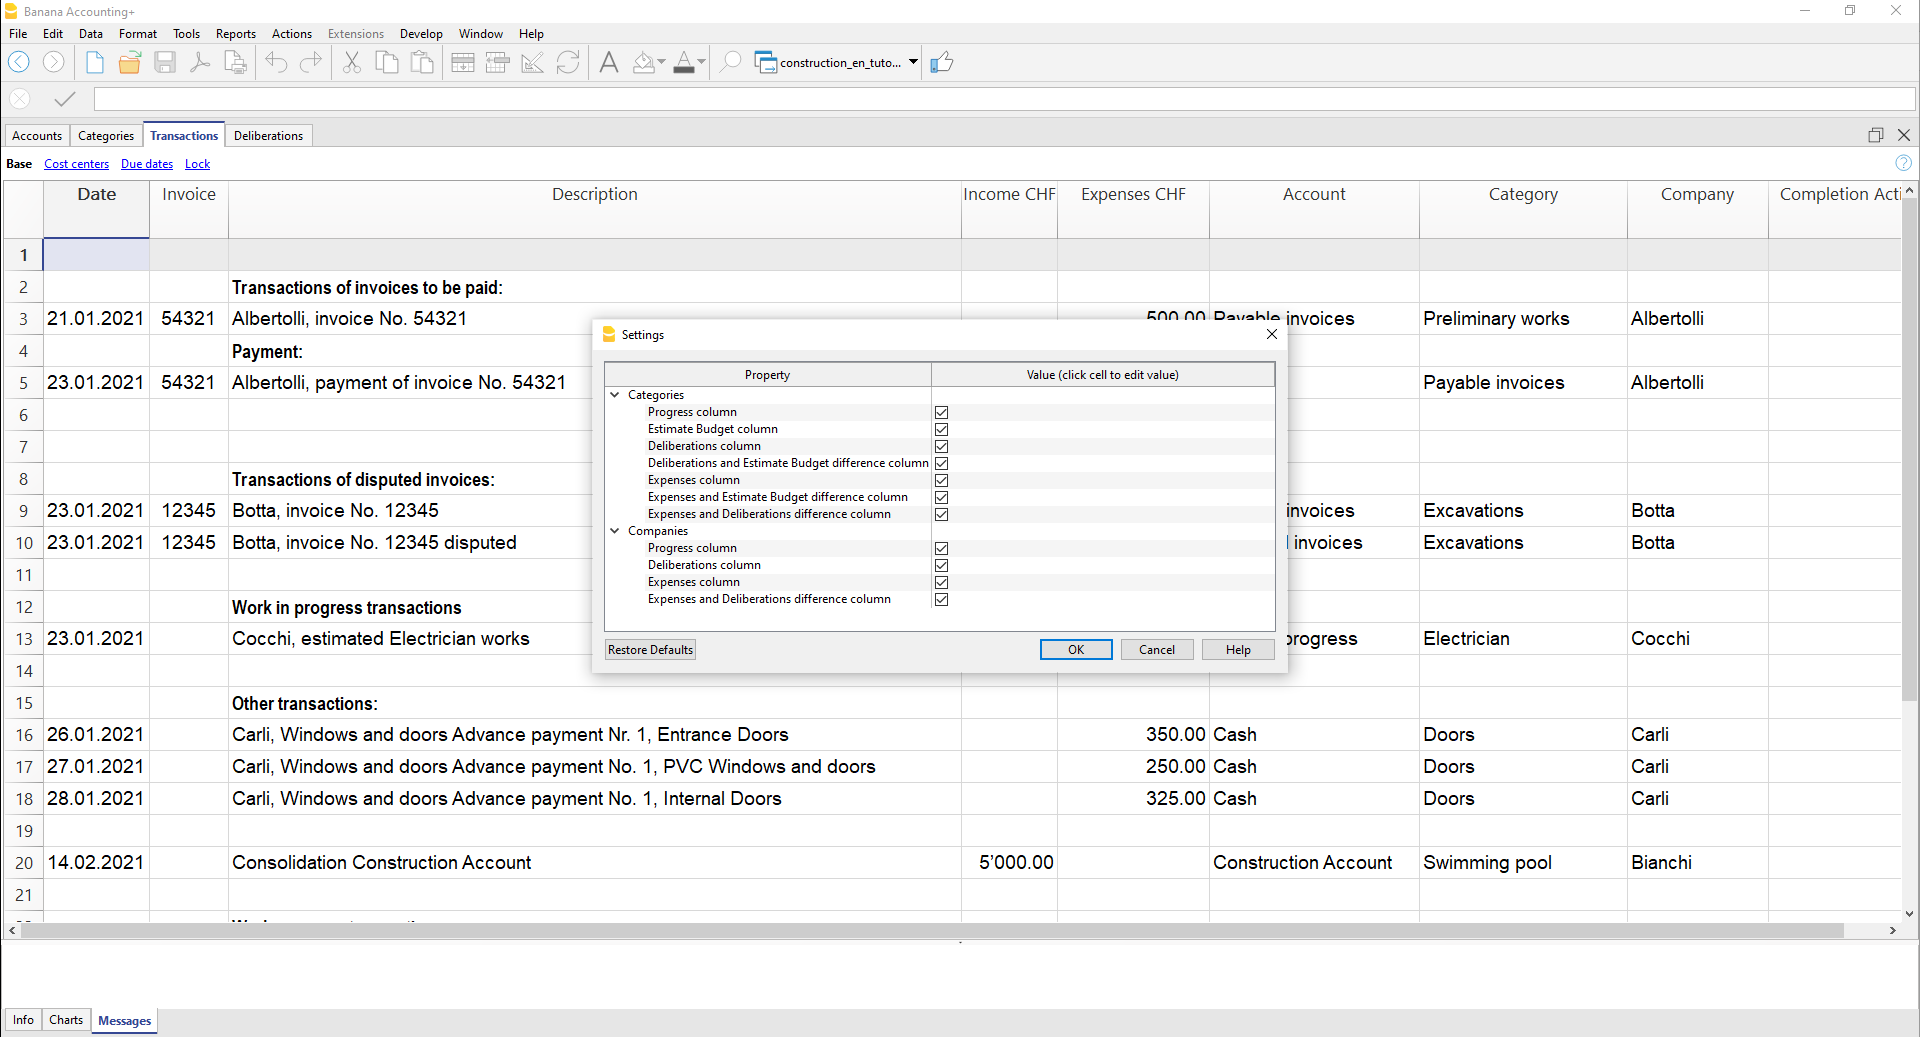 Banana Accounting+
File Edit Data Format Tools Reports Actions Extensions Develop Window Help
construction_en_tuto...
Accounts Categories Transactions Deliberations
Base Cost centers Due dates Lock
Date Invoice Description Income CHF Expenses CHF Account Category Company Completion Acti
1
2 Transactions of invoices to be paid:
3 21.01.2021 54321 Albertolli, invoice No. 54321 500.00 Payable invoices Preliminary works Albertolli
4 Payment:
5 23.01.2021 54321 Albertolli, payment of invoice No. 54321 Payable invoices Albertolli
6
7
8 Transactions of disputed invoices:
9 23.01.2021 12345 Botta, invoice No. 12345 invoices Excavations Botta
10 23.01.2021 12345 Botta, invoice No. 12345 disputed invoices Excavations Botta
11
12 Work in progress transactions
13 23.01.2021 Cocchi, estimated Electrician works progress Electrician Cocchi
14
15 Other transactions:
16 26.01.2021 Carli, Windows and doors Advance payment Nr. 1, Entrance Doors 350.00 Cash Doors Carli
17 27.01.2021 Carli, Windows and doors Advance payment No. 1, PVC Windows and doors 250.00 Cash Doors Carli
18 28.01.2021 Carli, Windows and doors Advance payment No. 1, Internal Doors 325.00 Cash Doors Carli
19
20 14.02.2021 Consolidation Construction Account 5’000.00 Construction Account Swimming pool Bianchi
21
Settings
Property Value (click cell to edit value)
Categories
Progress column
Estimate Budget column
Deliberations column
Deliberations and Estimate Budget difference column
Expenses column
Expenses and Estimate Budget difference column
Expenses and Deliberations difference column
Companies
Progress column
Deliberations column
Expenses column
Expenses and Deliberations difference column
Restore Defaults OK Cancel Help
Info Charts Messages